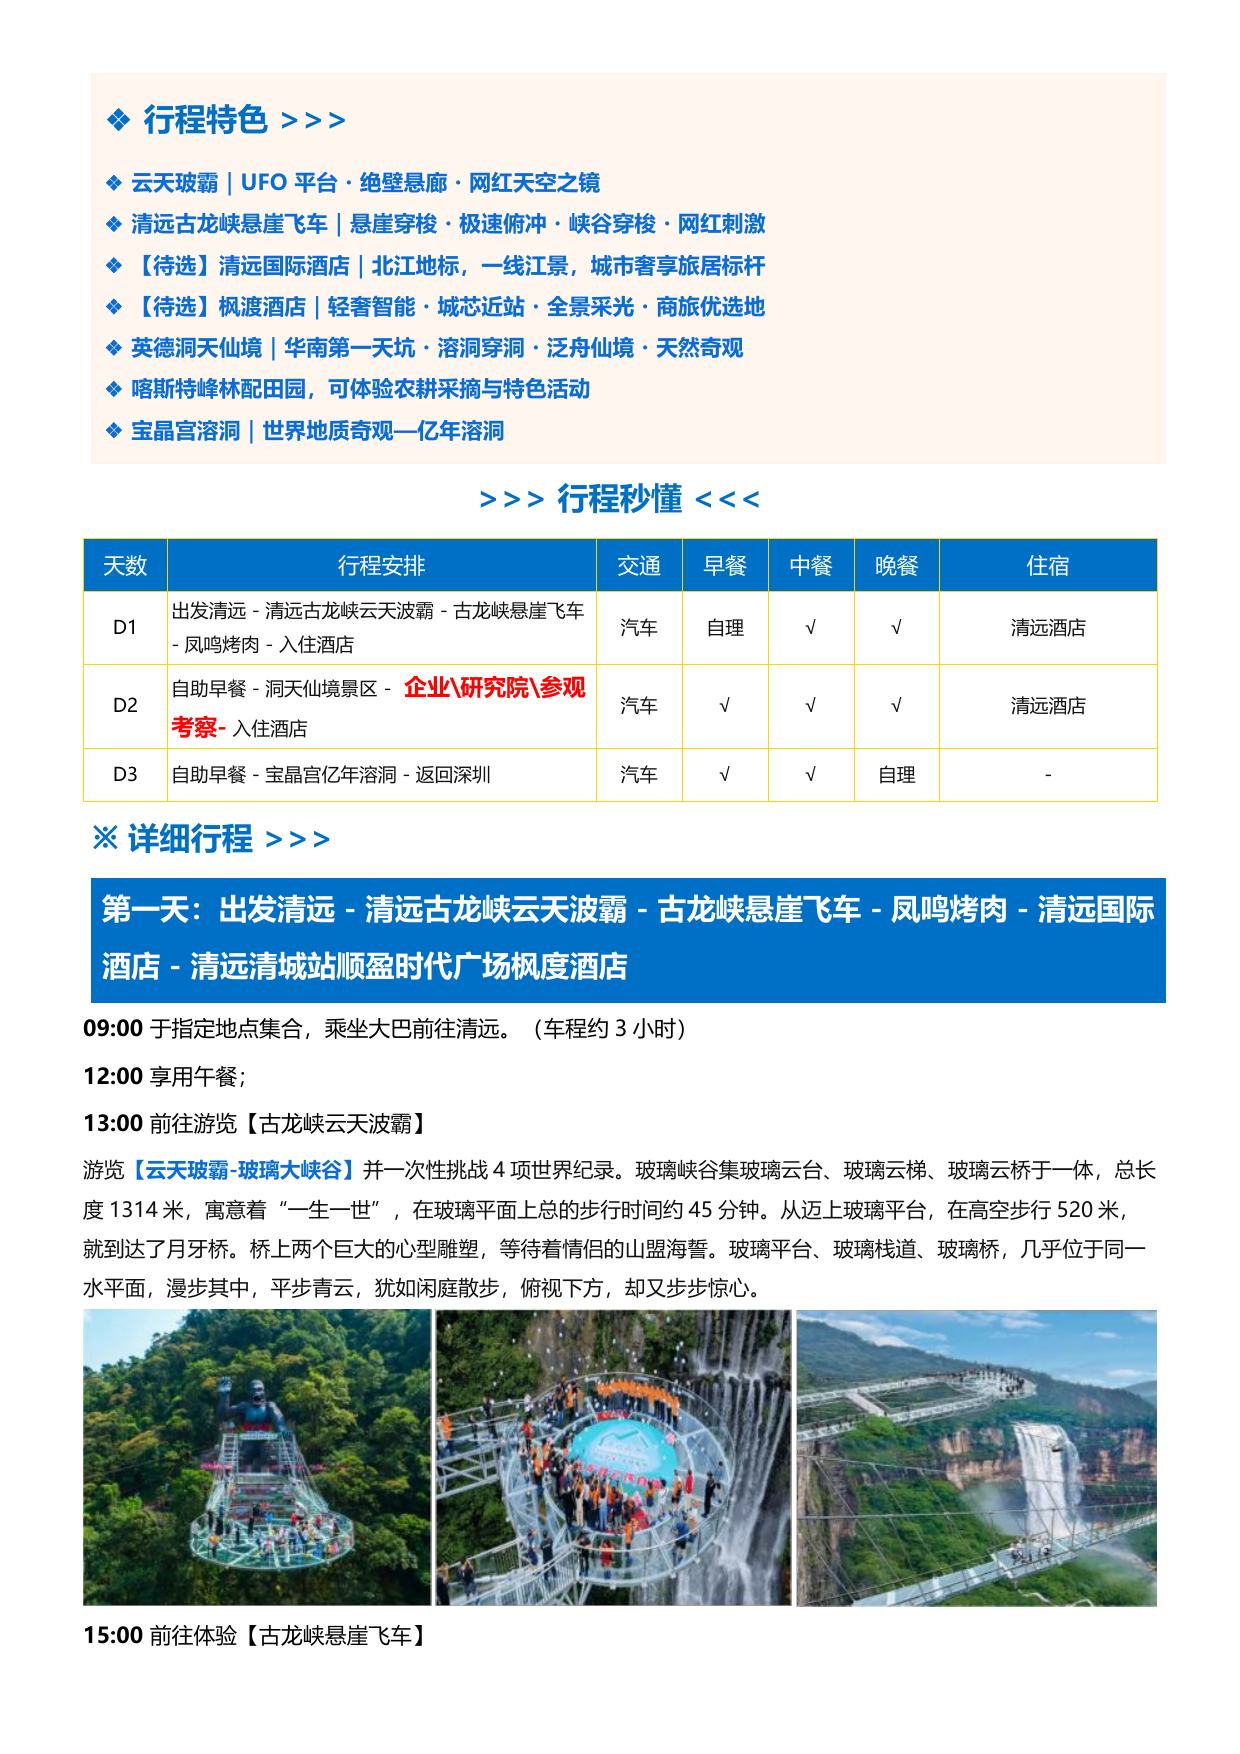 ❖ 行程特色 >>>
❖ 云天玻霸｜UFO 平台 · 绝壁悬廊 · 网红天空之镜
❖ 清远古龙峡悬崖飞车｜悬崖穿梭 · 极速俯冲 · 峡谷穿梭 · 网红刺激
❖ 【待选】清远国际酒店｜北江地标，一线江景，城市奢享旅居标杆
❖ 【待选】枫渡酒店｜轻奢智能 · 城芯近站 · 全景采光 · 商旅优选地
❖ 英德洞天仙境｜华南第一天坑 · 溶洞穿洞 · 泛舟仙境 · 天然奇观
❖ 喀斯特峰林配田园，可体验农耕采摘与特色活动
❖ 宝晶宫溶洞｜世界地质奇观—亿年溶洞
>>> 行程秒懂 <<<
天数 行程安排 交通 早餐 中餐 晚餐 住宿
D1 出发清远 - 清远古龙峡云天波霸 - 古龙峡悬崖飞车 - 凤鸣烤肉 - 入住酒店 汽车 自理 √ √ 清远酒店
D2 自助早餐 - 洞天仙境景区 - 企业\研究院\参观考察- 入住酒店 汽车 √ √ √ 清远酒店
D3 自助早餐 - 宝晶宫亿年溶洞 - 返回深圳 汽车 √ √ 自理 -
※ 详细行程 >>>
第一天：出发清远 - 清远古龙峡云天波霸 - 古龙峡悬崖飞车 - 凤鸣烤肉 - 清远国际
酒店 - 清远清城站顺盈时代广场枫度酒店
09:00 于指定地点集合，乘坐大巴前往清远。（车程约 3 小时）
12:00 享用午餐；
13:00 前往游览【古龙峡云天波霸】
游览【云天玻霸-玻璃大峡谷】并一次性挑战 4 项世界纪录。玻璃峡谷集玻璃云台、玻璃云梯、玻璃云桥于一体，总长
度 1314 米，寓意着“一生一世”，在玻璃平面上总的步行时间约 45 分钟。从迈上玻璃平台，在高空步行 520 米，
就到达了月牙桥。桥上两个巨大的心型雕塑，等待着情侣的山盟海誓。玻璃平台、玻璃栈道、玻璃桥，几乎位于同一
水平面，漫步其中，平步青云，犹如闲庭散步，俯视下方，却又步步惊心。
15:00 前往体验【古龙峡悬崖飞车】